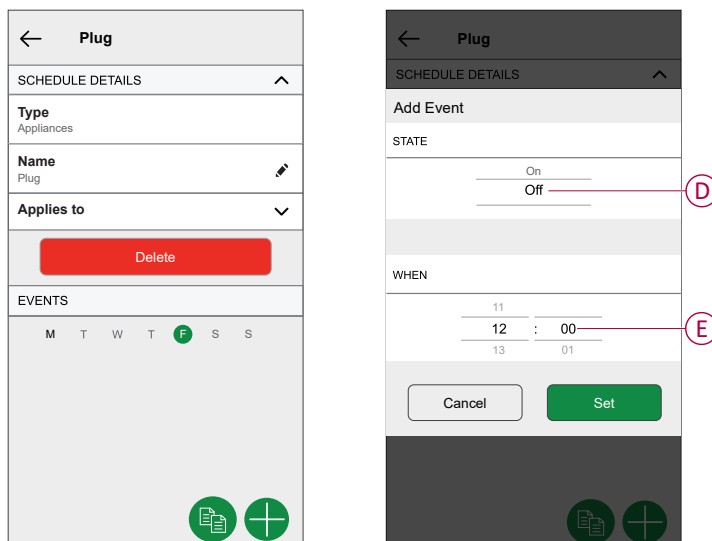 Plug
SCHEDULE DETAILS
Type
Appliances
Name
Plug
Applies to
Delete
EVENTS
M T W T F S S
Plug
SCHEDULE DETAILS
Add Event
STATE
On
Off
D
WHEN
11
12 : 00
E
13 01
Cancel Set